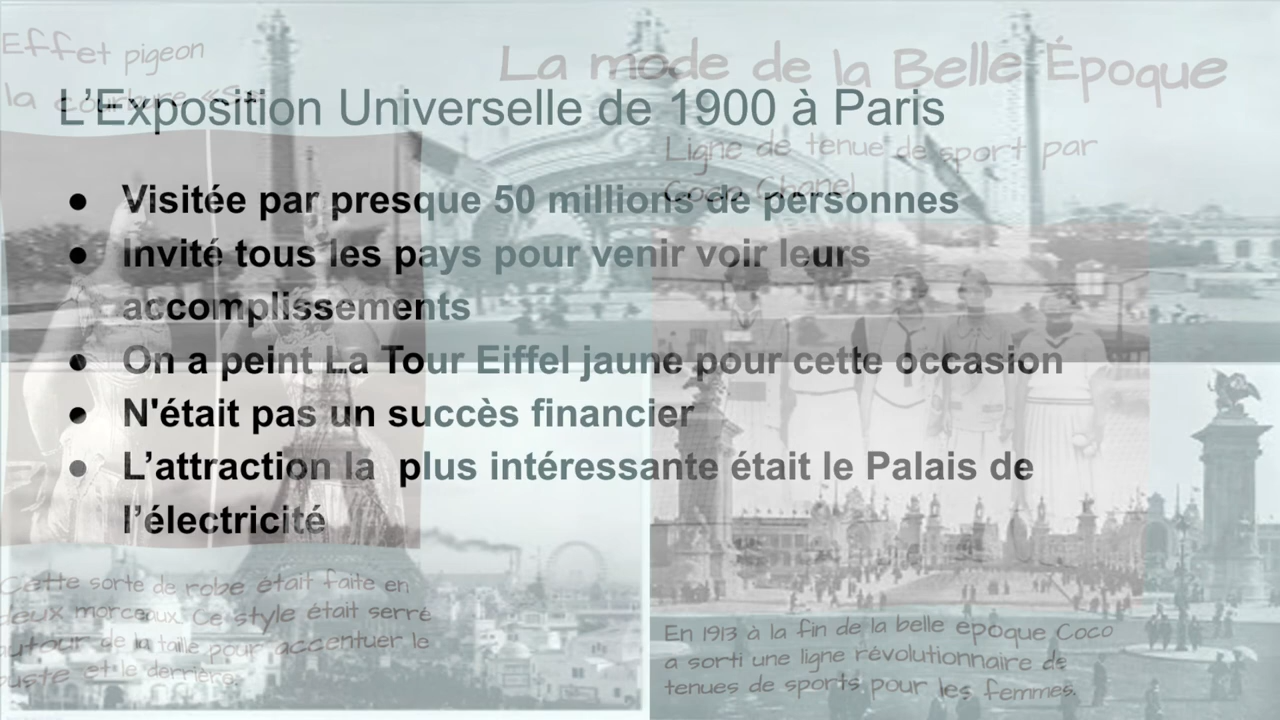 Effet pigeon
La mode de la Belle Époque
la courbure «S»
L'Exposition Universelle de 1900 à Paris
Ligne de tenue de sport par
Coco Chanel
● Visitée par presque 50 millions de personnes
● Invité tous les pays pour venir voir leurs
accomplissements
● On a peint La Tour Eiffel jaune pour cette occasion
● N'était pas un succès financier
● L'attraction la plus intéressante était le Palais de
l'électricité
Cette sorte de robe était faite en
deux morceaux. Ce style était serré
autour de la taille pour accentuer le
buste et le derrière.
En 1913 à la fin de la belle époque Coco
a sorti une ligne révolutionnaire de
tenues de sports pour les femmes.